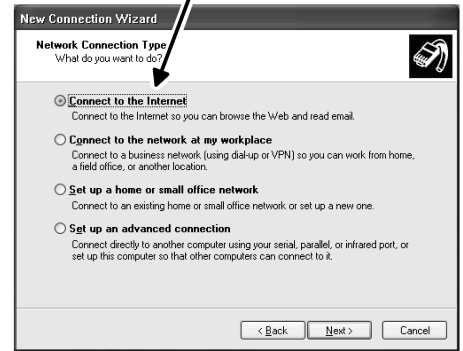 New Connection Wizard
Network Connection Type
What do you want to do?
Connect to the Internet
Connect to the Internet so you can browse the Web and read email.
Connect to the network at my workplace
Connect to a business network (using dial-up or VPN) so you can work from home,
a field office, or another location.
Set up a home or small office network
Connect to an existing home or small office network or set up a new one.
Set up an advanced connection
Connect directly to another computer using your serial, parallel, or infrared port, or
set up this computer so that other computers can connect to it.
< Back
Next >
Cancel